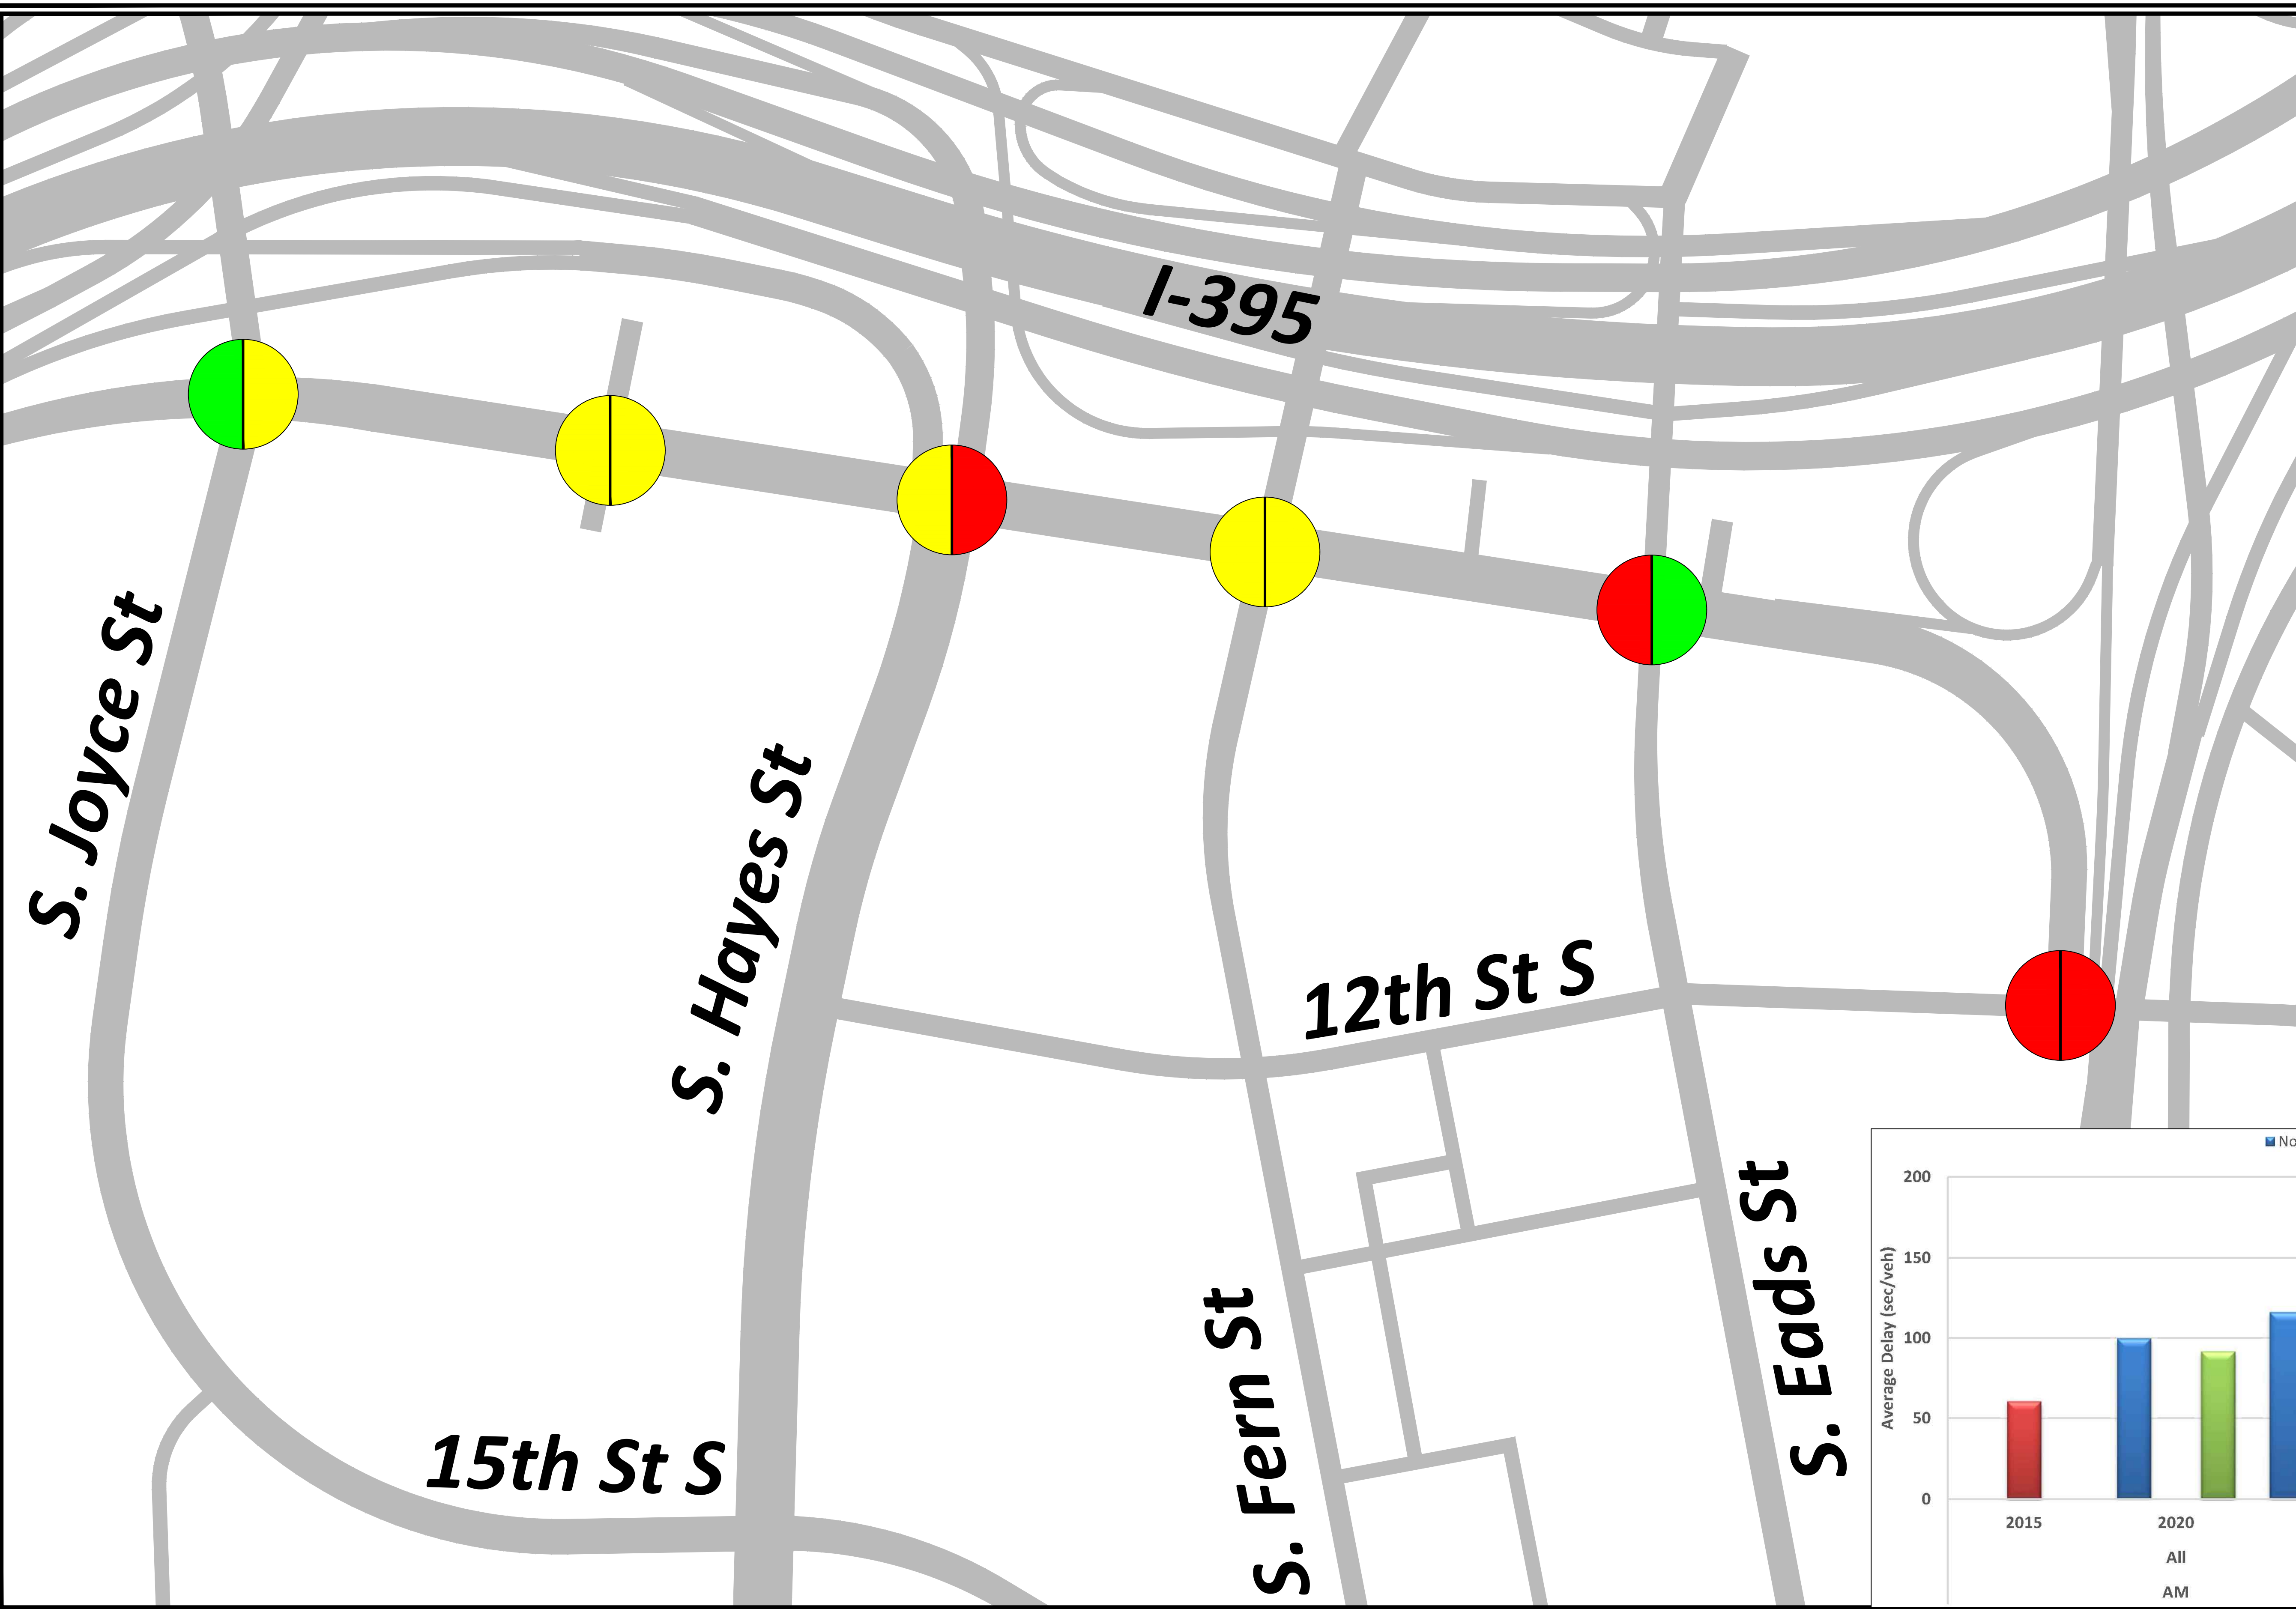 I-395
S. Joyce St
S. Hayes St
12th St S
S. Eads St
S. Fern St
15th St S
Average Delay (sec/veh)
200
150
100
50
0
2015
2020
All
AM